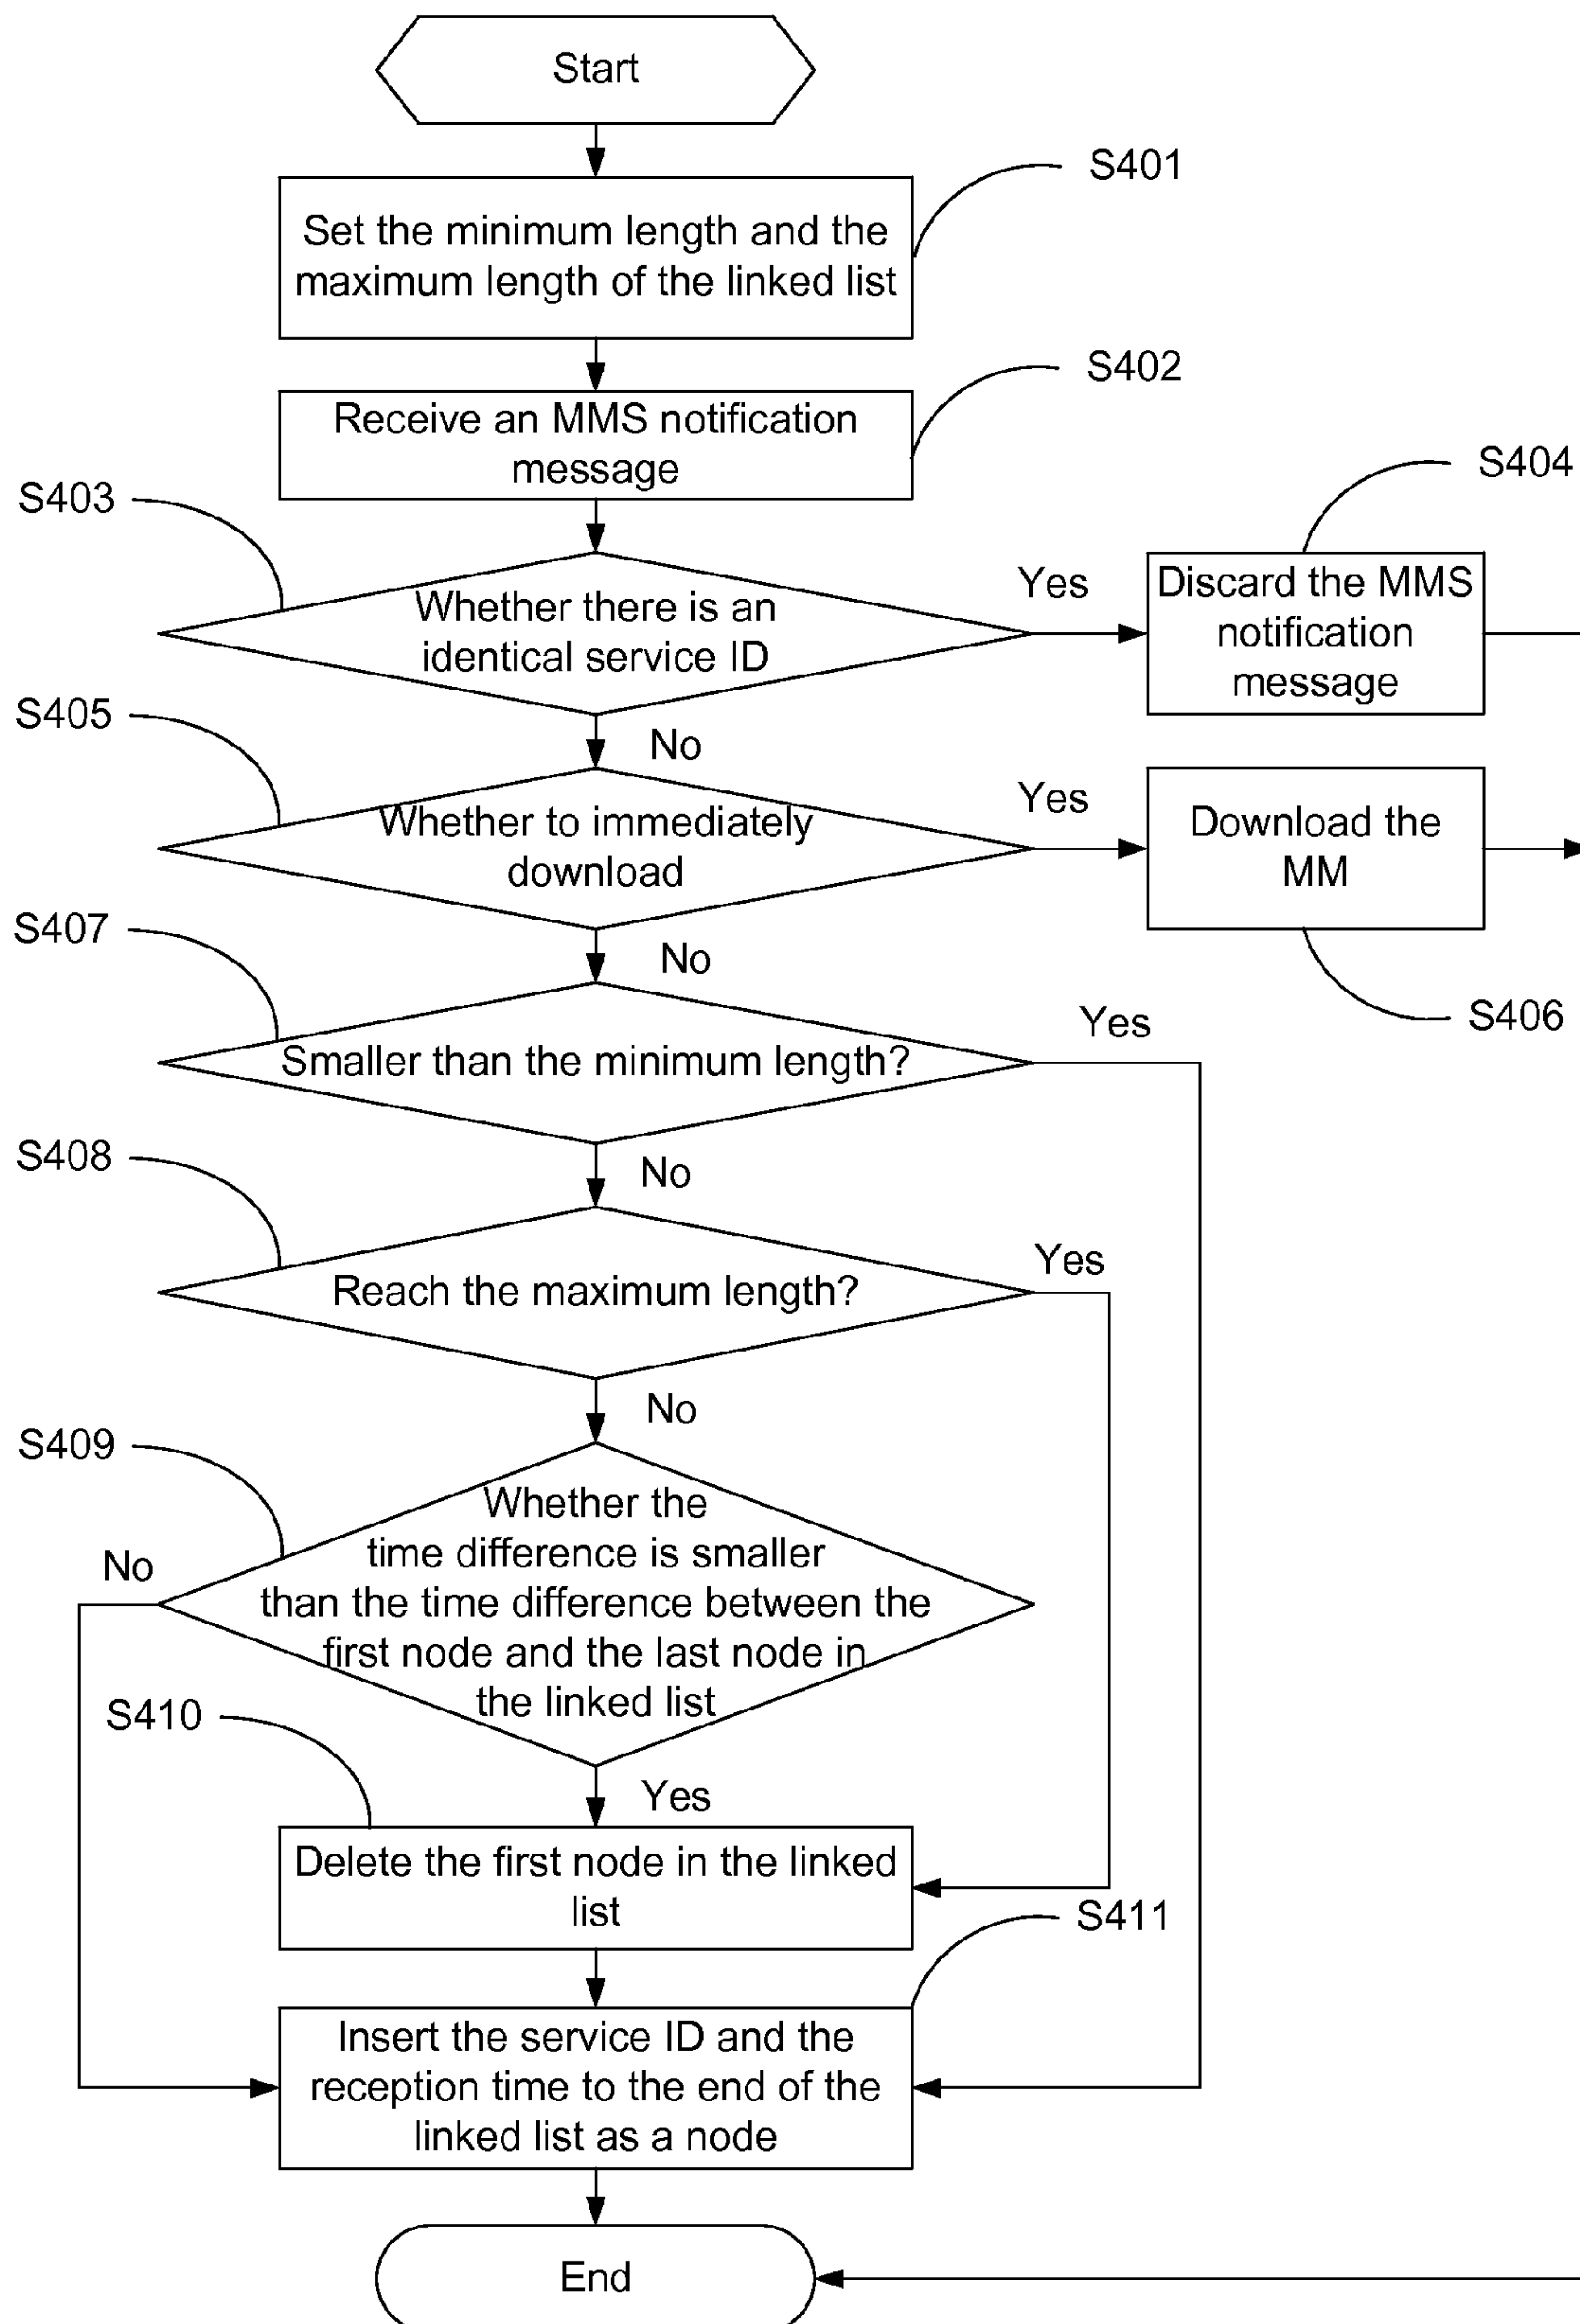 Start
S401
Set the minimum length and the
maximum length of the linked list
S402
Receive an MMS notification
message
S403
Whether there is an
identical service ID
Yes
S404
Discard the MMS
notification
message
No
S405
Whether to immediately
download
Yes
Download the
MM
S406
No
S407
Smaller than the minimum length?
Yes
No
S408
Reach the maximum length?
Yes
No
S409
Whether the
time difference is smaller
than the time difference between the
first node and the last node in
the linked list
No
Yes
S410
Delete the first node in the linked
list
S411
Insert the service ID and the
reception time to the end of the
linked list as a node
End